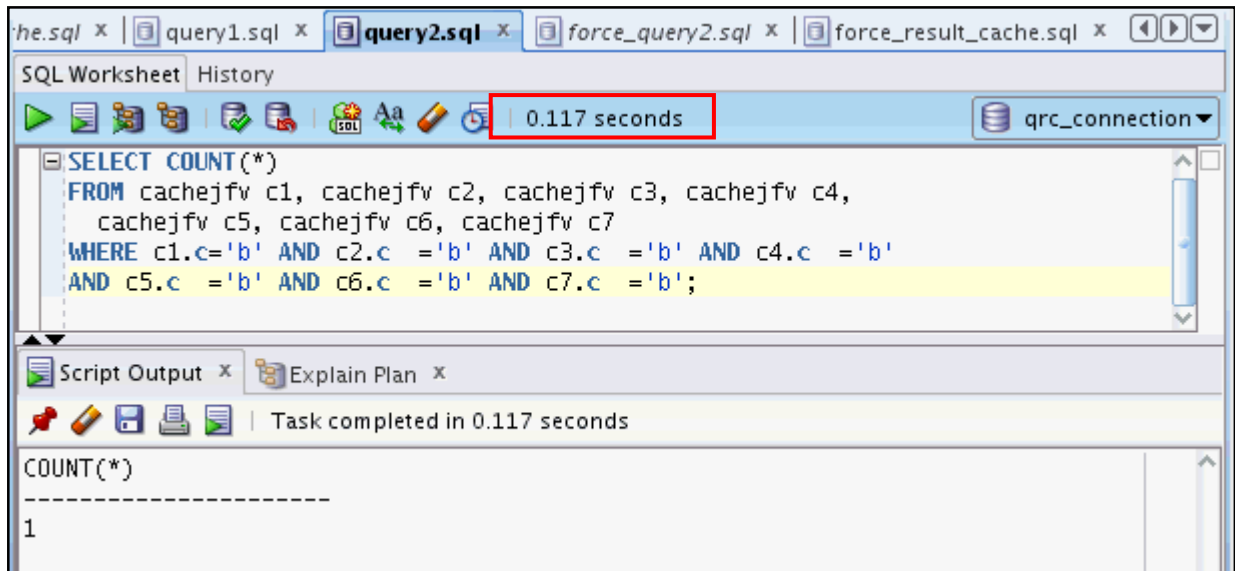 he.sql x query1.sql x query2.sql x force_query2.sql x force_result_cache.sql x
SQL Worksheet History
SQL 0.117 seconds qrc_connection
SELECT COUNT(*)
FROM cachejfv c1, cachejfv c2, cachejfv c3, cachejfv c4,
cachejfv c5, cachejfv c6, cachejfv c7
WHERE c1.c='b' AND c2.c ='b' AND c3.c ='b' AND c4.c ='b'
AND c5.c ='b' AND c6.c ='b' AND c7.c ='b';
Script Output x Explain Plan x
Task completed in 0.117 seconds
COUNT(*)
----------------------
1